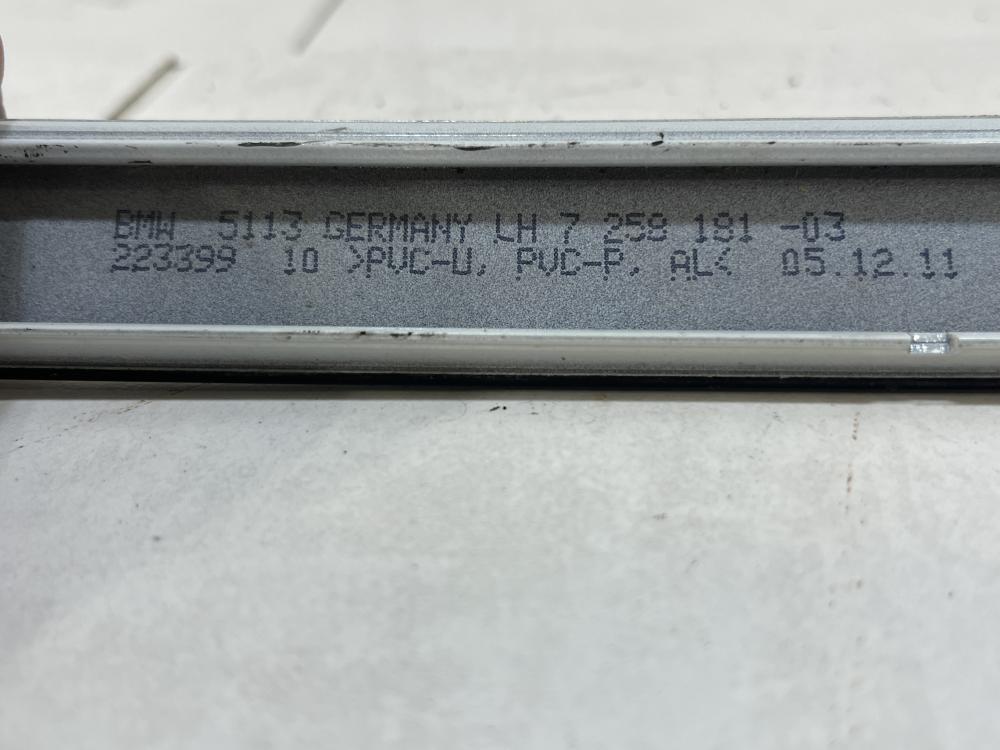 BMW 5113 GERMANY LH 7 258 181 -03
223399 10 >PVC-U, PVC-P, AL< 05.12.11